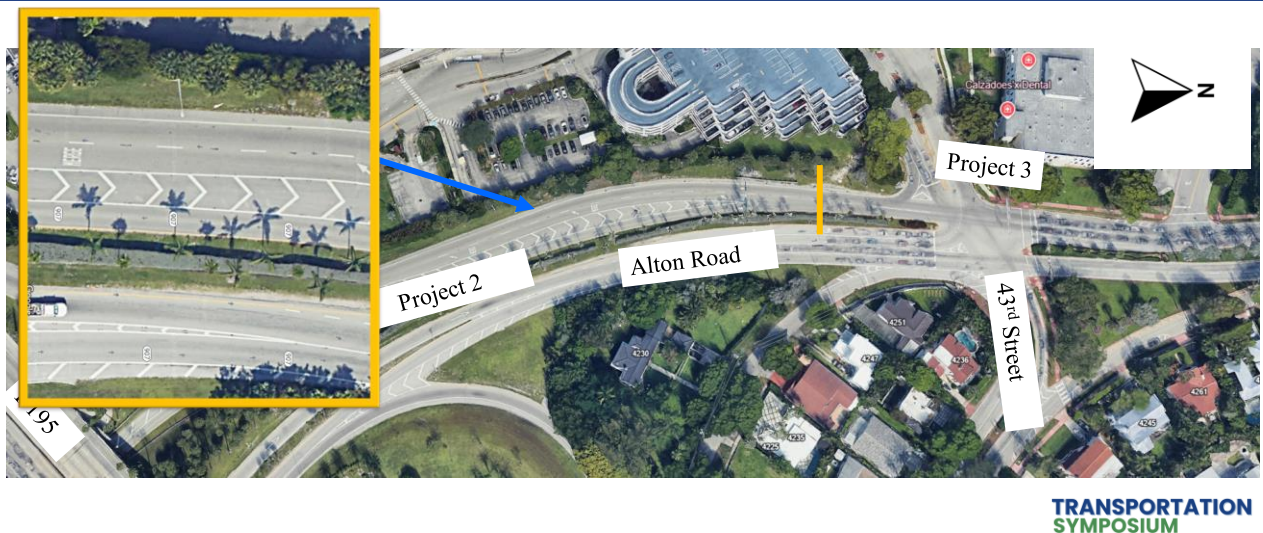 MERGE
Calzadoes x Dental
Project 3
N
Project 2
Alton Road
43rd Street
4251
4247
4236
4230
4235
4225
4261
4245
195
TRANSPORTATION
SYMPOSIUM